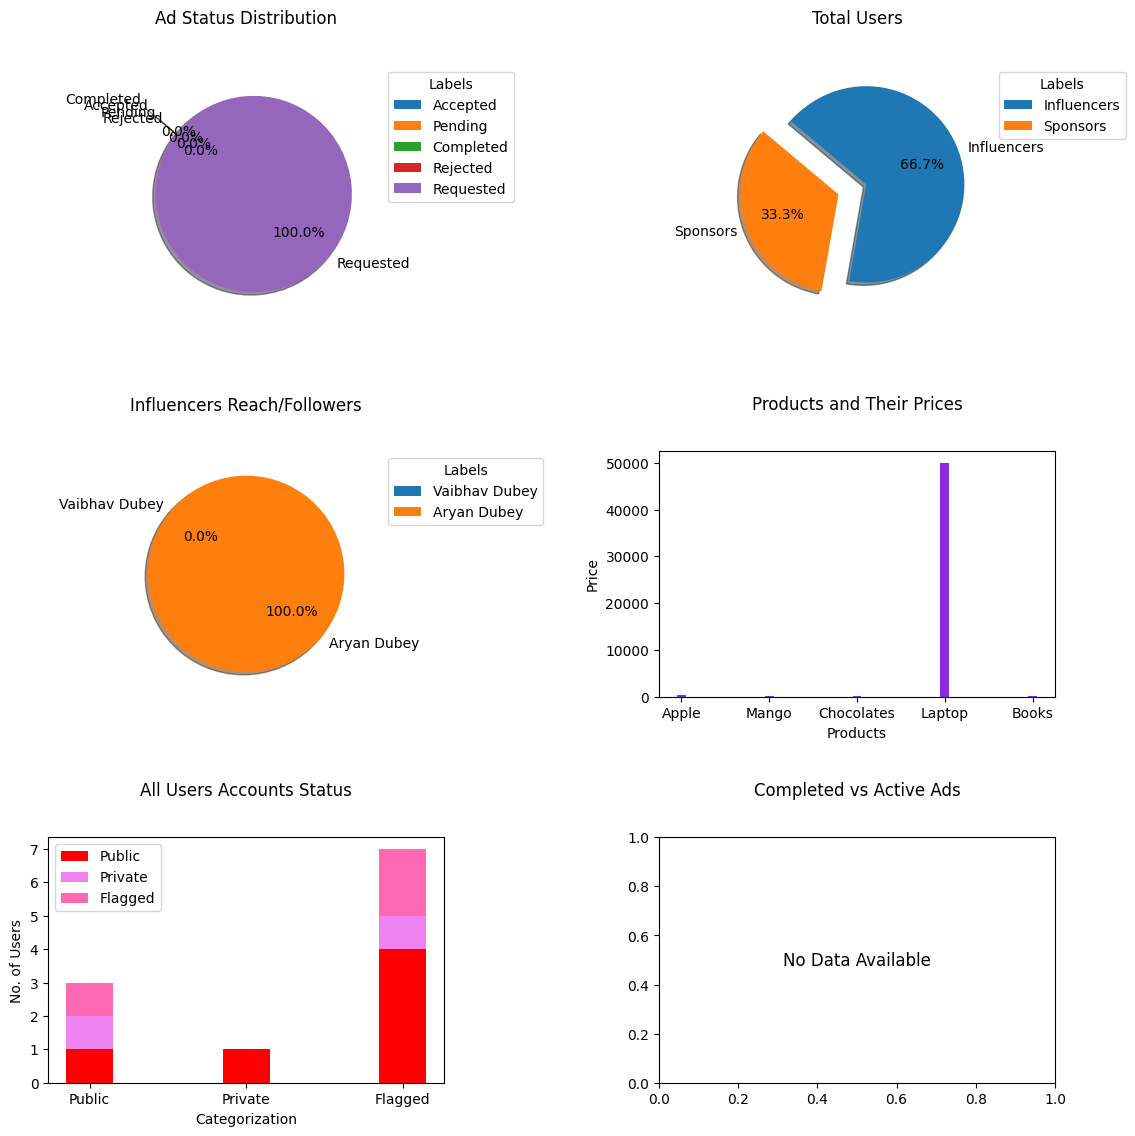 Ad Status Distribution
Completed
Accepted
Pending
Rejected
0.0%
0.0%
0.0%
0.0%
100.0%
Requested
Labels
Accepted
Pending
Completed
Rejected
Requested
Total Users
Labels
Influencers
Sponsors
Influencers
66.7%
33.3%
Sponsors
Influencers Reach/Followers
Labels
Vaibhav Dubey
Aryan Dubey
Vaibhav Dubey
0.0%
100.0%
Aryan Dubey
Products and Their Prices
50000
40000
30000
20000
10000
0
Price
Apple Mango Chocolates Laptop Books
Products
All Users Accounts Status
Public
Private
Flagged
7
6
5
4
3
2
1
0
No. of Users
Public Private Flagged
Categorization
Completed vs Active Ads
1.0
0.8
0.6
0.4
0.2
0.0
No Data Available
0.0 0.2 0.4 0.6 0.8 1.0